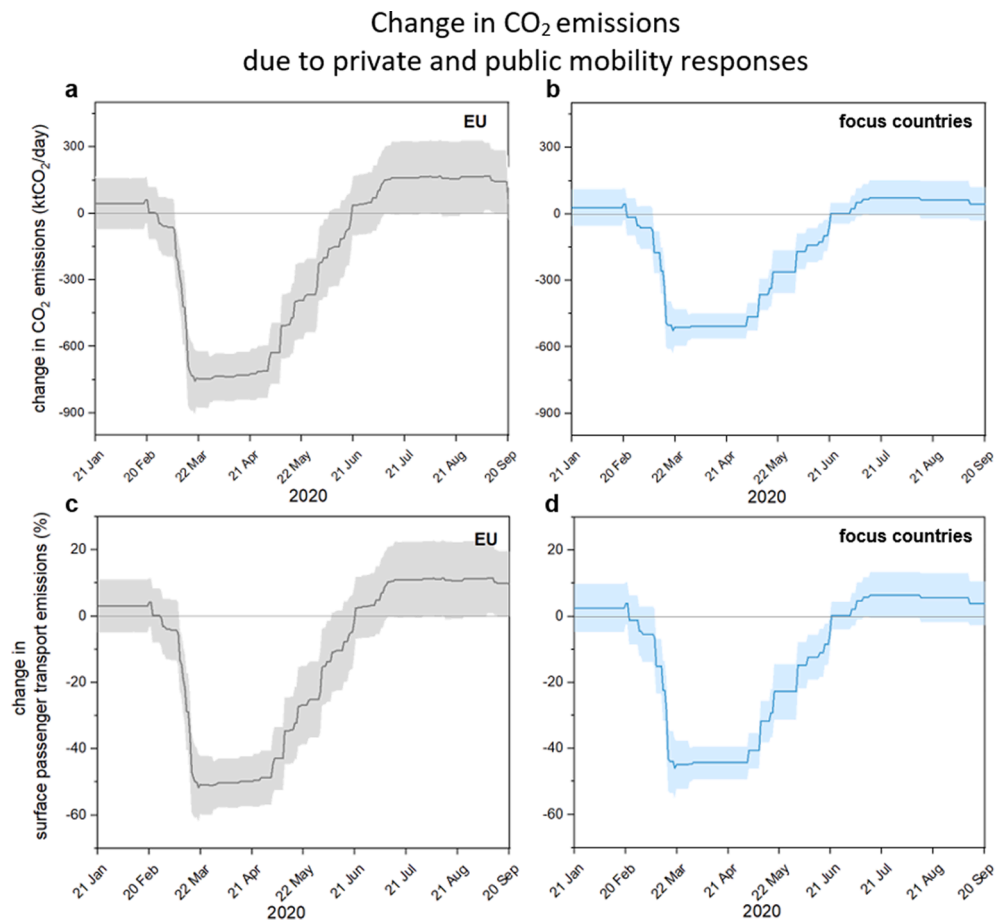 Change in CO₂ emissions
due to private and public mobility responses
a
EU
change in CO₂ emissions (ktCO₂/day)
300
0
-300
-600
-900
21 Jan
20 Feb
22 Mar
21 Apr
22 May
21 Jun
21 Jul
21 Aug
20 Sep
2020
b
focus countries
300
0
-300
-600
-900
21 Jan
20 Feb
22 Mar
21 Apr
22 May
21 Jun
21 Jul
21 Aug
20 Sep
2020
c
EU
change in
surface passenger transport emissions (%)
20
0
-20
-40
-60
21 Jan
20 Feb
22 Mar
21 Apr
22 May
21 Jun
21 Jul
21 Aug
20 Sep
2020
d
focus countries
20
0
-20
-40
-60
21 Jan
20 Feb
22 Mar
21 Apr
22 May
21 Jun
21 Jul
21 Aug
20 Sep
2020